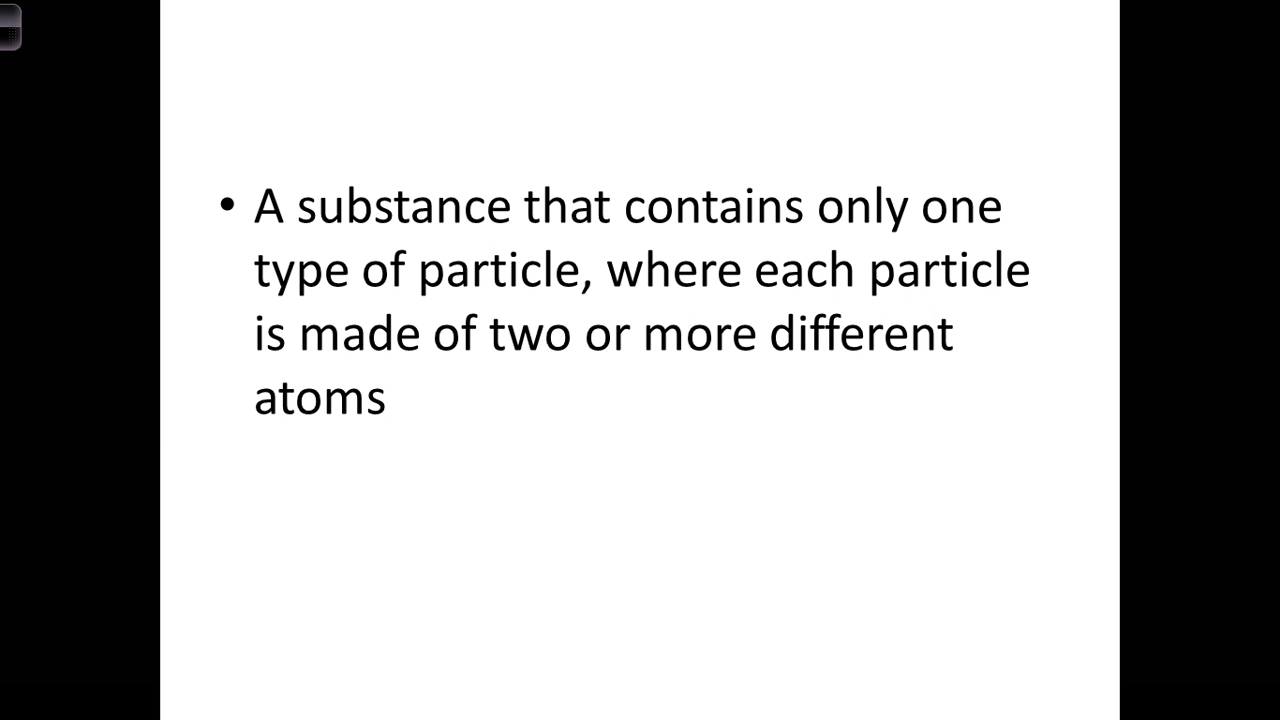 • A substance that contains only one
type of particle, where each particle
is made of two or more different
atoms